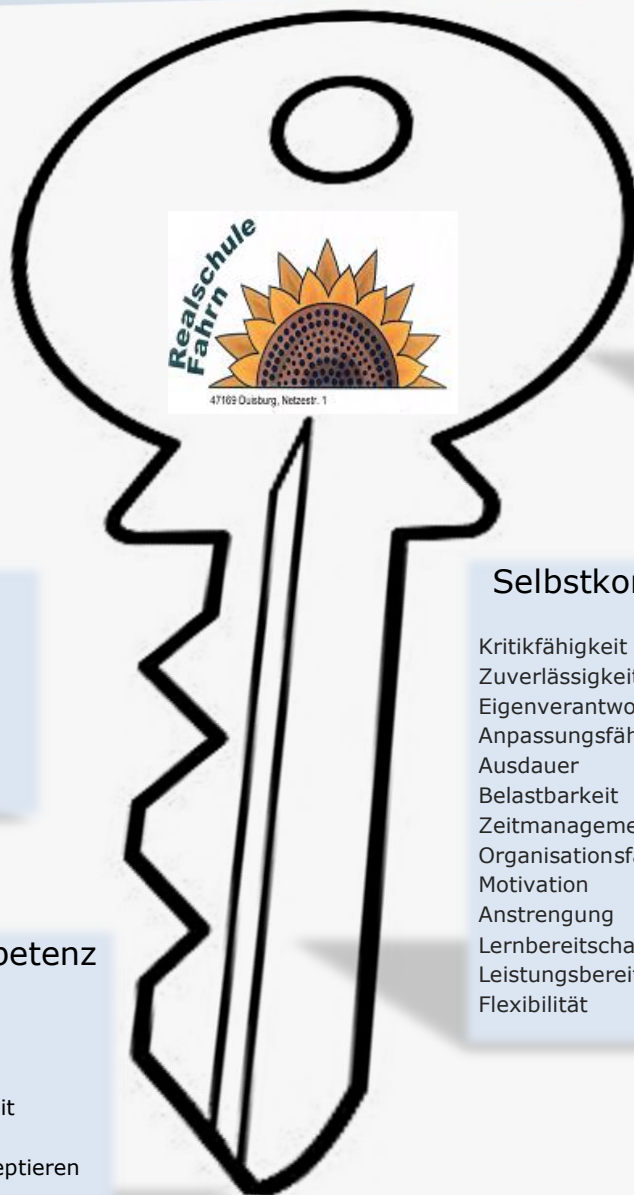 Realschule
Fahrn
47169 Duisburg, Netzestr. 1
Selbstkor
Kritikfähigkeit
Zuverlässigkeit
Eigenverantwo
Anpassungsfäh
Ausdauer
Belastbarkeit
Zeitmanageme
Organisationsfä
Motivation
Anstrengung
Lernbereitscha
Leistungsbereit
Flexibilität
petenz
it
eptieren